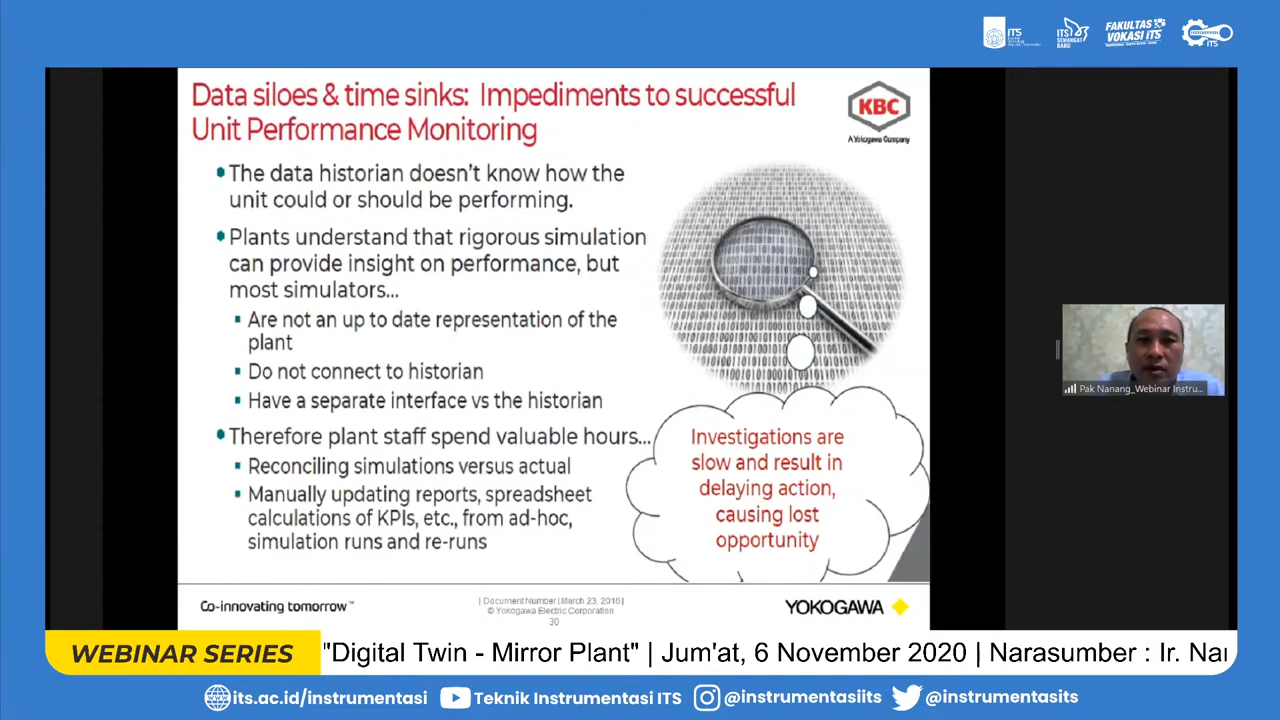 ITS
ITS
SEMANGAT
BARU
FAKULTAS
VOKASI ITS
ITS
Data siloes & time sinks: Impediments to successful
Unit Performance Monitoring
KBC
A Yokogawa Company
The data historian doesn't know how the
unit could or should be performing.
Plants understand that rigorous simulation
can provide insight on performance, but
most simulators...
Are not an up to date representation of the
plant
Do not connect to historian
Have a separate interface vs the historian
Therefore plant staff spend valuable hours...
Reconciling simulations versus actual
Manually updating reports, spreadsheet
calculations of KPIs, etc., from ad-hoc,
simulation runs and re-runs
Investigations are
slow and result in
delaying action,
causing lost
opportunity
Co-innovating tomorrow™
| Document Number | March 23, 2016 |
© Yokogawa Electric Corporation
30
YOKOGAWA
Pak Nanang_Webinar Instru...
WEBINAR SERIES
"Digital Twin - Mirror Plant" | Jum'at, 6 November 2020 | Narasumber : Ir. Nan
its.ac.id/instrumentasi
Teknik Instrumentasi ITS
@instrumentasiits
@instrumentasits